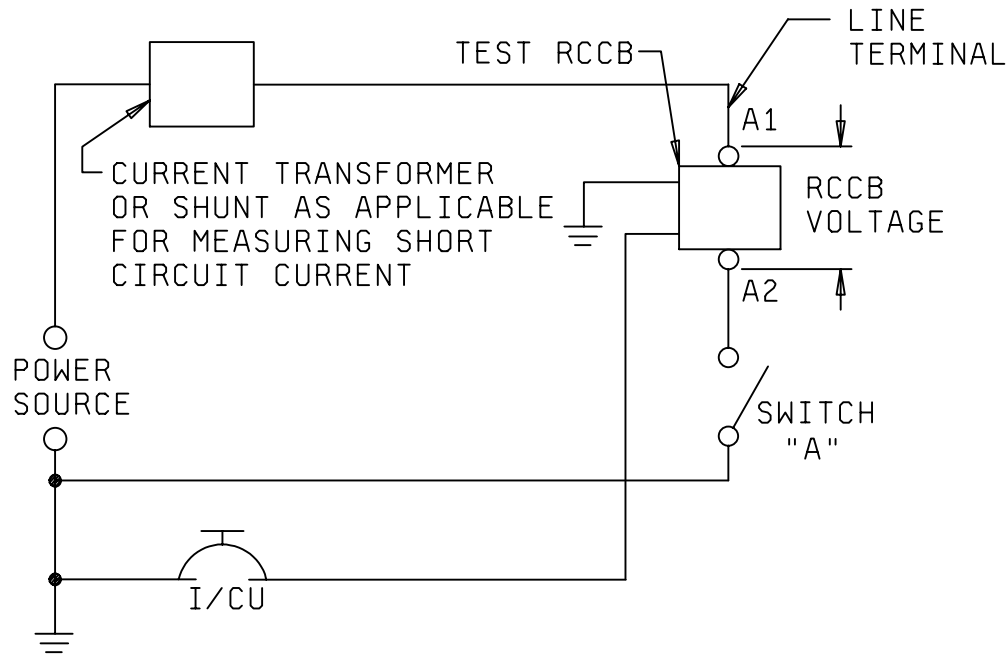 LINE
TERMINAL
TEST RCCB
A1
CURRENT TRANSFORMER
OR SHUNT AS APPLICABLE
FOR MEASURING SHORT
CIRCUIT CURRENT
RCCB
VOLTAGE
A2
POWER
SOURCE
SWITCH
"A"
I/CU